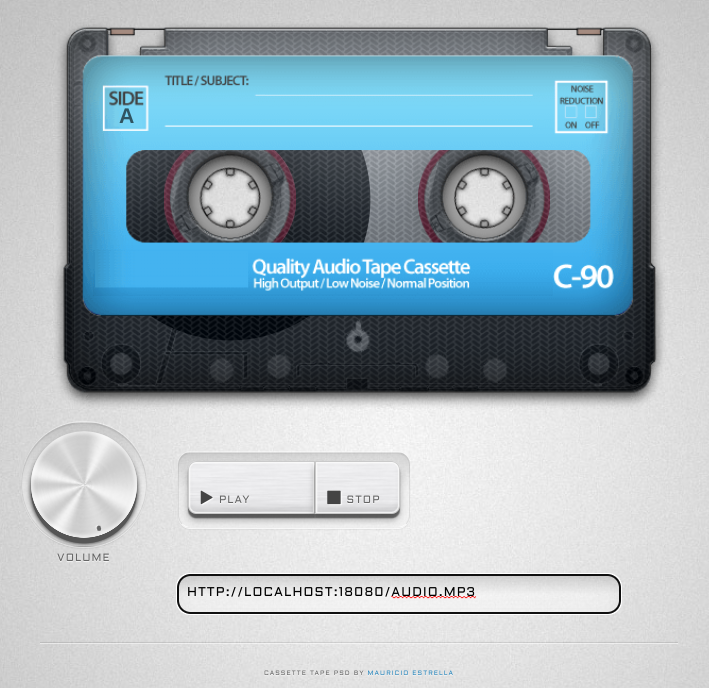 TITLE / SUBJECT:
SIDE
A
NOISE
REDUCTION
ON OFF
Quality Audio Tape Cassette
High Output / Low Noise / Normal Position
C-90
PLAY
STOP
VOLUME
HTTP://LOCALHOST:18080/AUDIO.MP3
CASSETTE TAPE PSD BY MAURICIO ESTRELLA